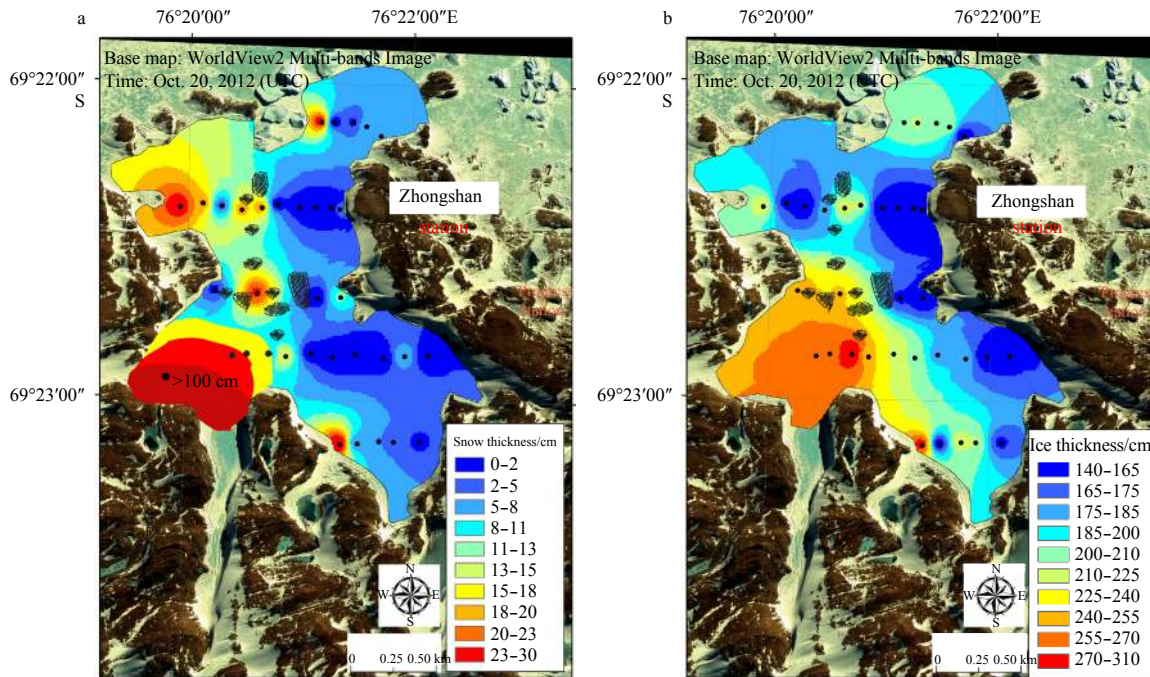 a
76°20′00″
76°22′00″E
Base map: WorldView2 Multi-bands Image
Time: Oct. 20, 2012 (UTC)
69°22′00″
S
Zhongshan
station
>100 cm
69°23′00″
Snow thickness/cm
0–2
2–5
5–8
8–11
11–13
13–15
15–18
18–20
20–23
23–30
N
W
E
S
0
0.25
0.50 km
b
76°20′00″
76°22′00″E
Base map: WorldView2 Multi-bands Image
Time: Oct. 20, 2012 (UTC)
69°22′00″
S
Zhongshan
station
69°23′00″
Ice thickness/cm
140–165
165–175
175–185
185–200
200–210
210–225
225–240
240–255
255–270
270–310
N
W
E
S
0
0.25
0.50 km